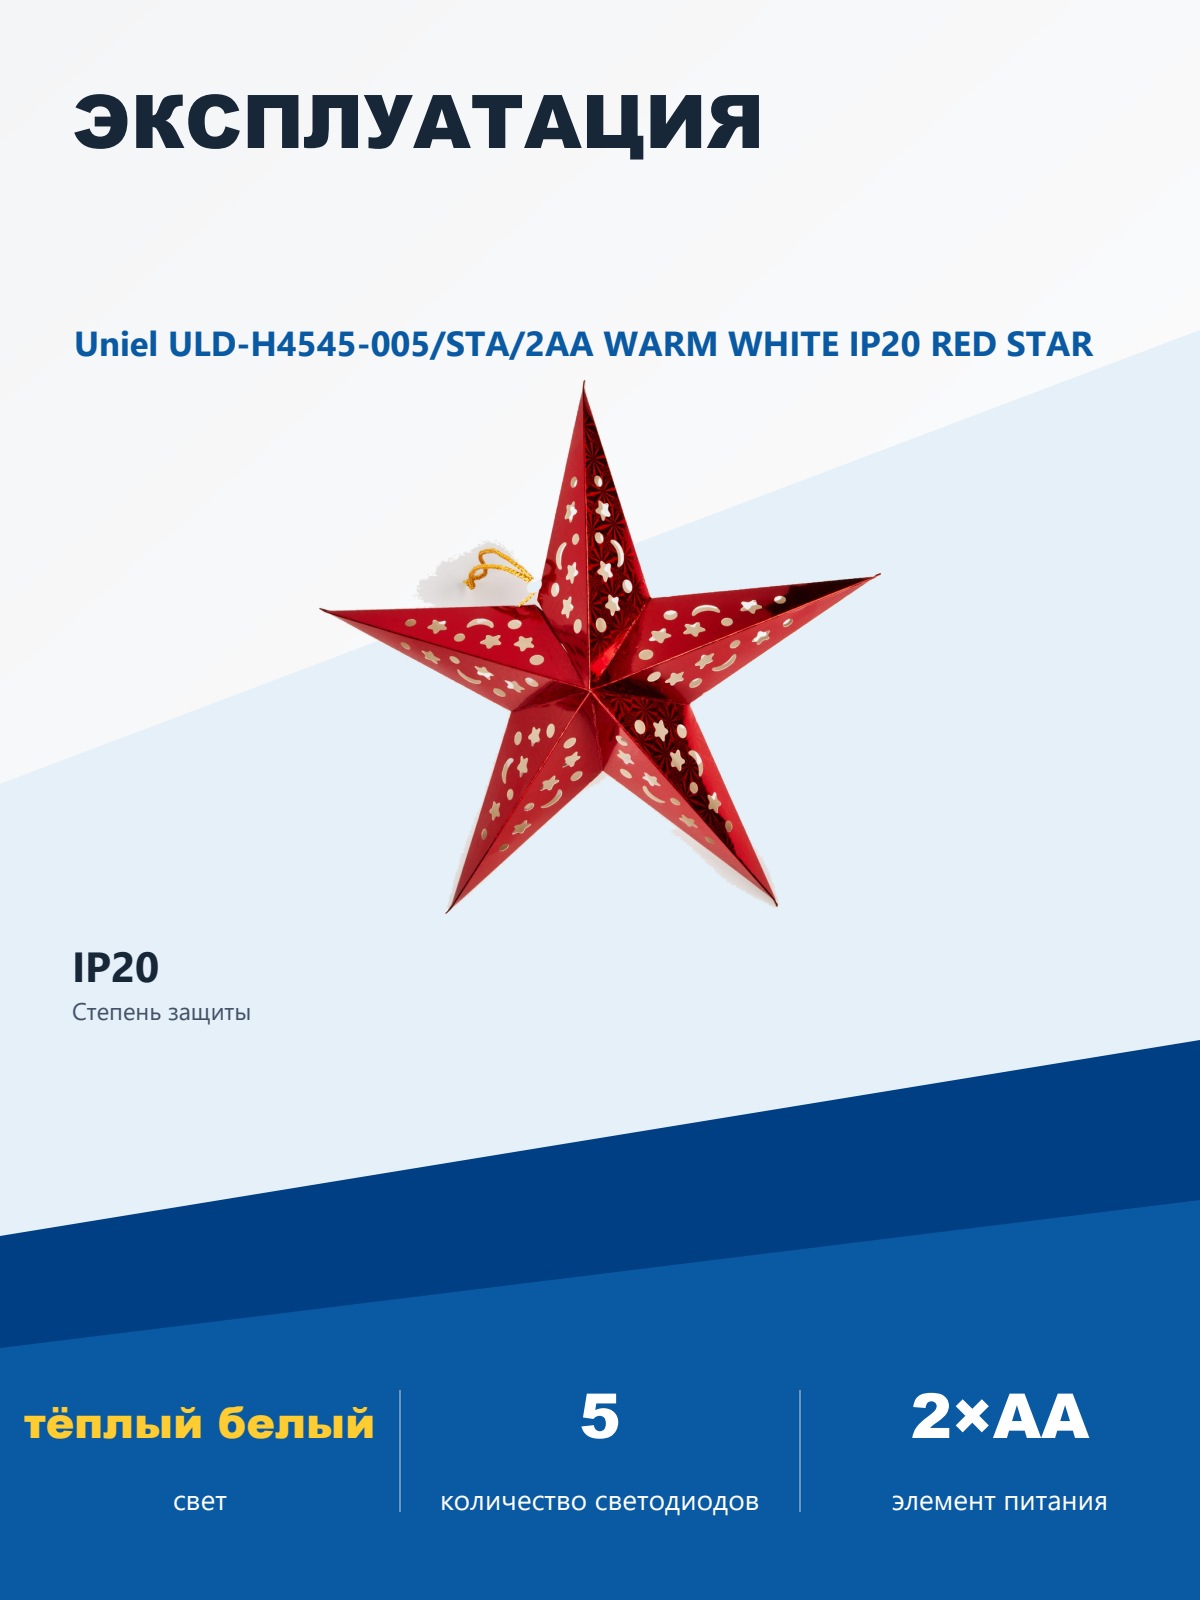 ЭКСПЛУАТАЦИЯ
Uniel ULD-H4545-005/STA/2AA WARM WHITE IP20 RED STAR
IP20
Степень защиты
тёплый белый
свет
5
количество светодиодов
2×AA
элемент питания